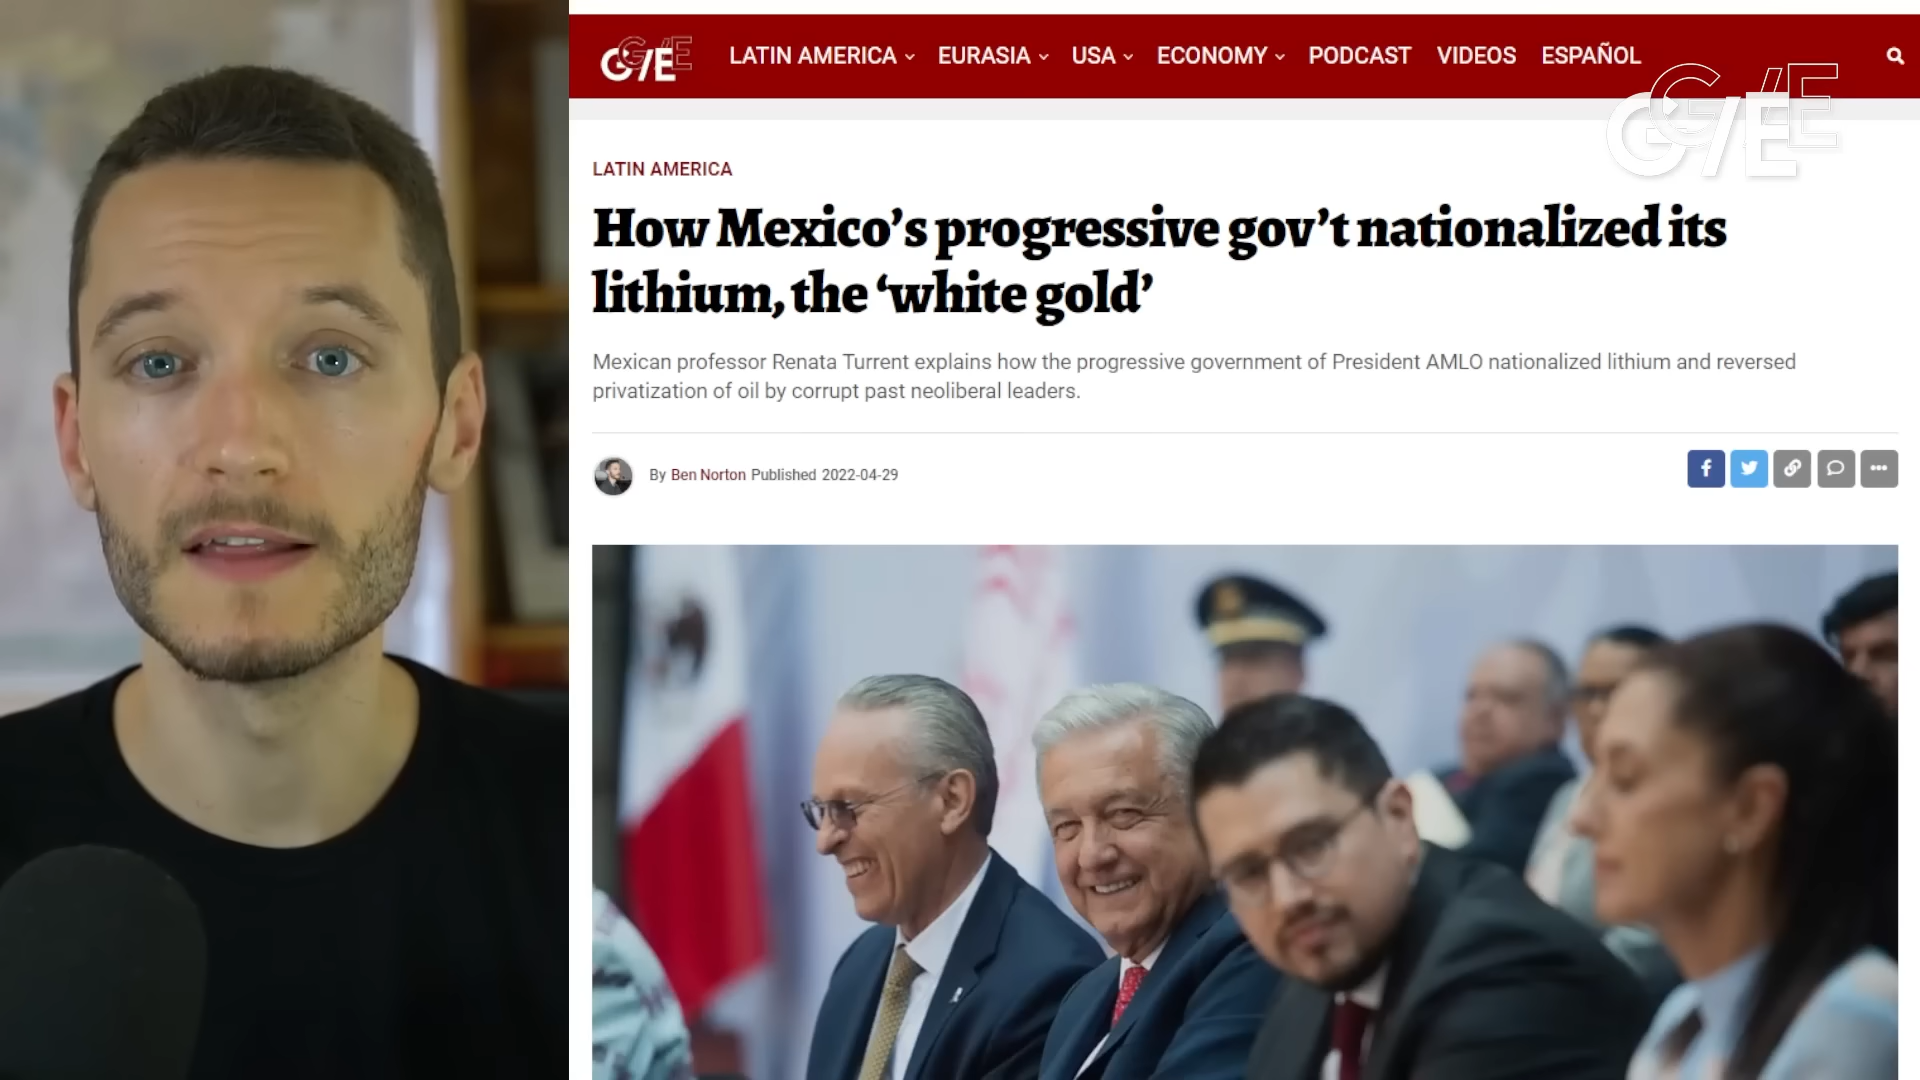 G/E
LATIN AMERICA EURASIA USA ECONOMY PODCAST VIDEOS ESPAÑOL
G/E
LATIN AMERICA
How Mexico’s progressive gov’t nationalized its
lithium, the ‘white gold’
Mexican professor Renata Turrent explains how the progressive government of President AMLO nationalized lithium and reversed
privatization of oil by corrupt past neoliberal leaders.
By Ben Norton Published 2022-04-29